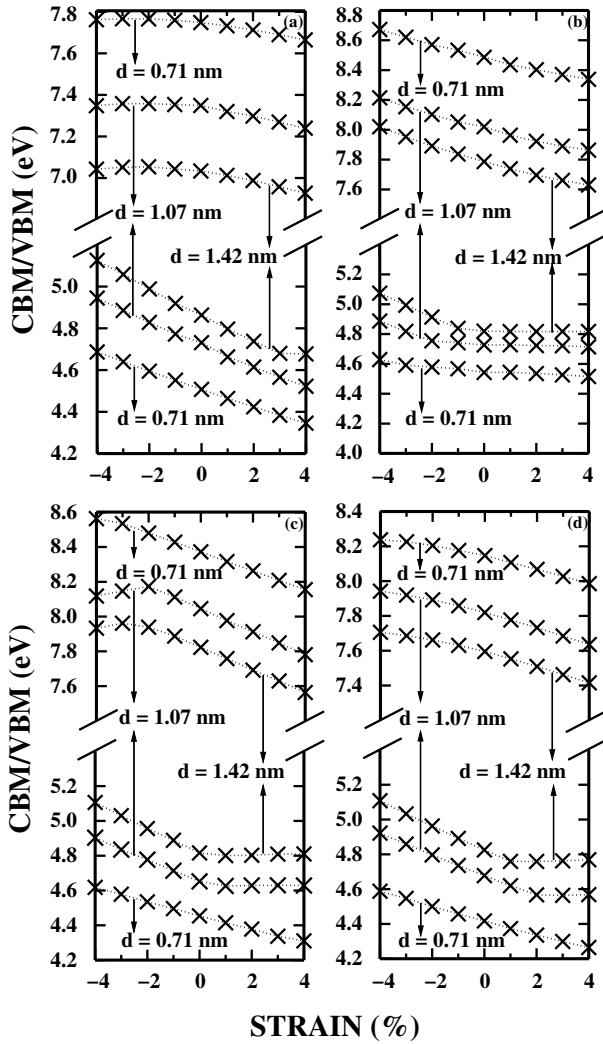 CBM/VBM (eV)
7.8
7.6
7.4
7.2
7.0
5.0
4.8
4.6
4.4
4.2
(a)
d = 0.71 nm
d = 1.07 nm
d = 1.42 nm
d = 0.71 nm
−4 −2 0 2 4
8.8
8.6
8.4
8.2
8.0
7.8
7.6
5.2
5.0
4.8
4.6
4.4
4.2
4.0
(b)
d = 0.71 nm
d = 1.07 nm
d = 1.42 nm
d = 0.71 nm
−4 −2 0 2 4
CBM/VBM (eV)
8.6
8.4
8.2
8.0
7.8
7.6
5.2
5.0
4.8
4.6
4.4
4.2
(c)
d = 0.71 nm
d = 1.07 nm
d = 1.42 nm
d = 0.71 nm
−4 −2 0 2 4
8.4
8.2
8.0
7.8
7.6
7.4
5.2
5.0
4.8
4.6
4.4
4.2
(d)
d = 0.71 nm
d = 1.07 nm
d = 1.42 nm
d = 0.71 nm
−4 −2 0 2 4
STRAIN (%)